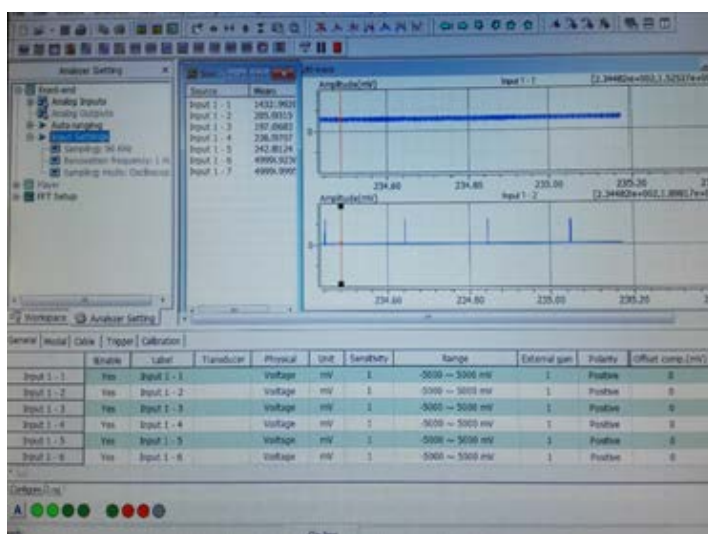 Analyzer Setting
front-end
Analog Inputs
Analog Outputs
Auto ranging
Input Settings
Sampling: 96 kHz
Player
FFT Setup
Source Mean
Input 1 - 1
Input 1 - 2
Input 1 - 3
Input 1 - 4
Input 1 - 5 242.8124
Input 1 - 6
Input 1 - 7
Amplitude(mV) Input 1 - 1
0
234.60 234.80 235.00 235.20
Amplitude(mV) Input 1 - 2
0
234.60 234.80 235.00 235.20
Workspace Analyzer Setting
General Modal Cable Trigger Calibration
Enable Label Transducer Physical Unit Sensitivity Range External gain Polarity Offset comp.(mV)
Input 1 - 1 Yes Input 1 - 1 Voltage mV 1 -5000 ~ 5000 mV 1 Positive 0
Input 1 - 2 Yes Input 1 - 2 Voltage mV 1 -5000 ~ 5000 mV 1 Positive 0
Input 1 - 3 Yes Input 1 - 3 Voltage mV 1 -5000 ~ 5000 mV 1 Positive 0
Input 1 - 4 Yes Input 1 - 4 Voltage mV 1 -5000 ~ 5000 mV 1 Positive 0
Input 1 - 5 Yes Input 1 - 5 Voltage mV 1 -5000 ~ 5000 mV 1 Positive 0
Input 1 - 6 Yes Input 1 - 6 Voltage mV 1 -5000 ~ 5000 mV 1 Positive 0
A